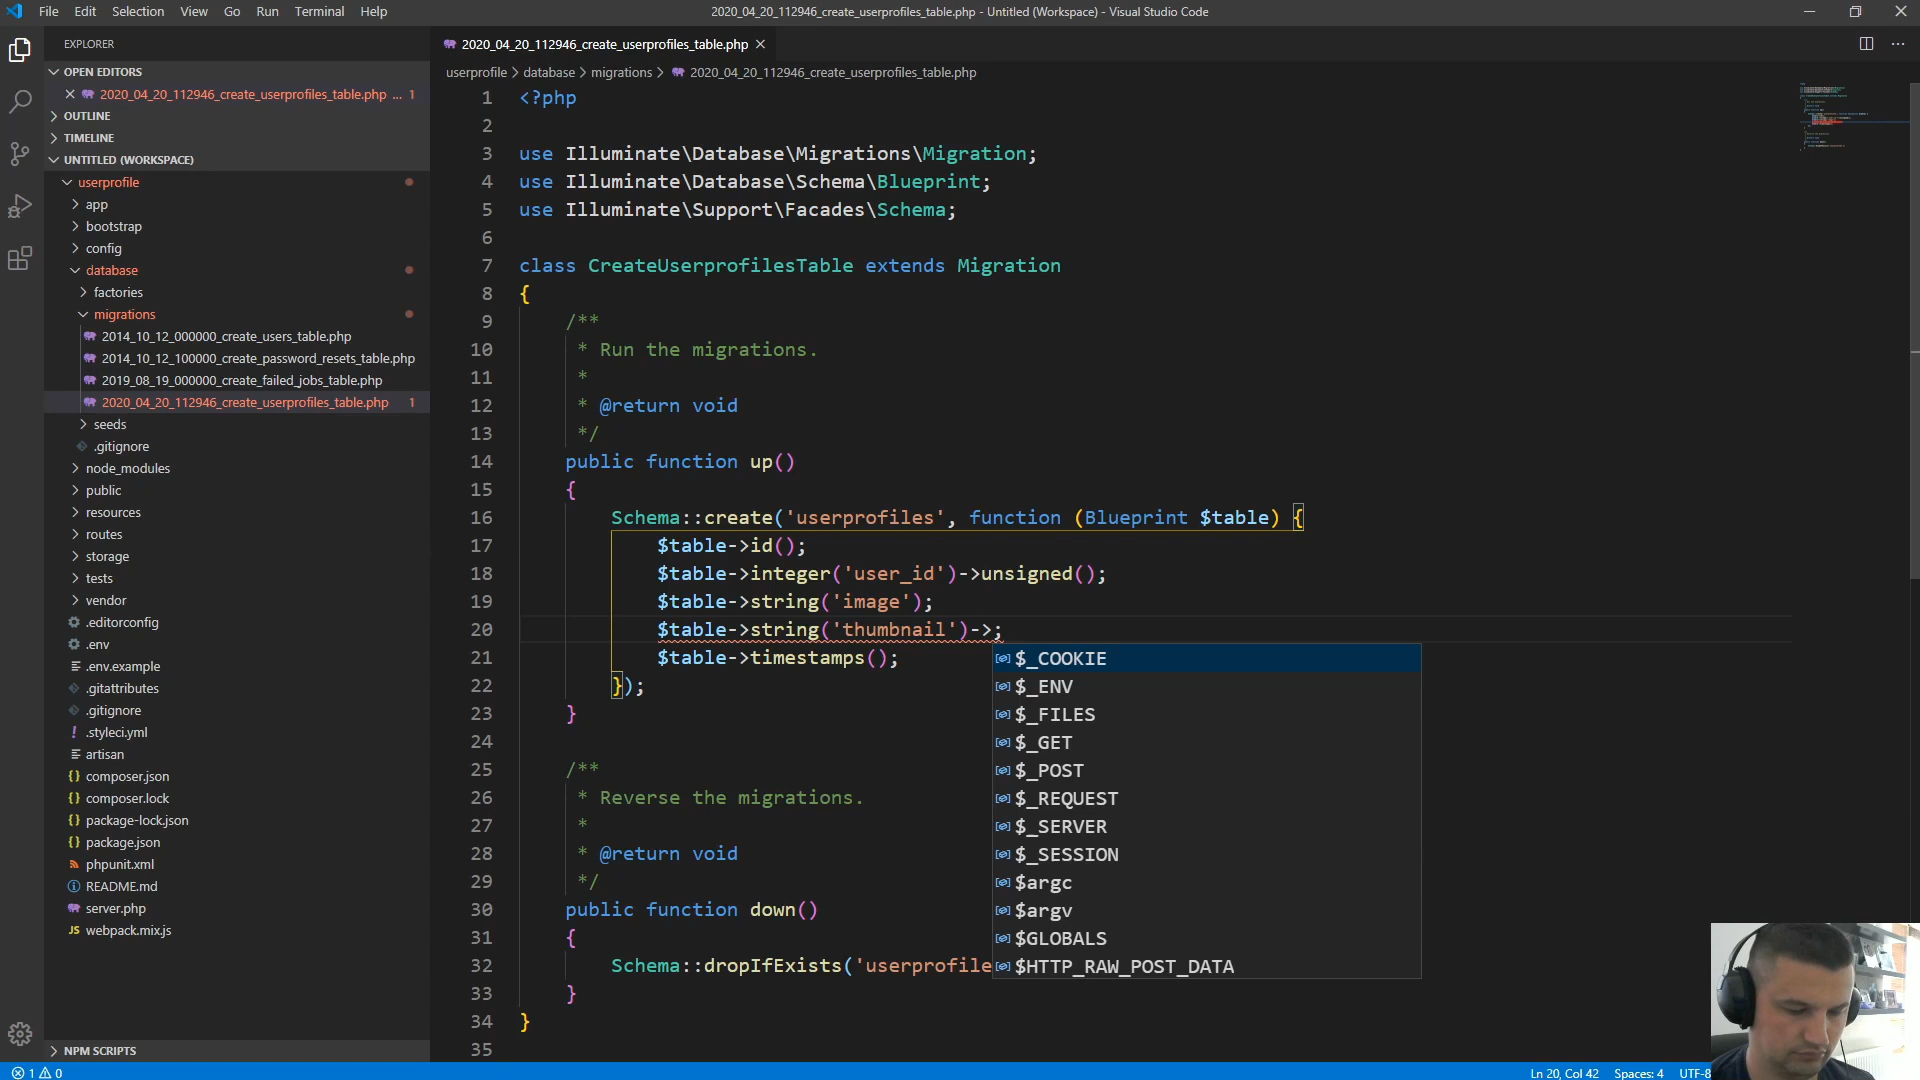 File Edit Selection View Go Run Terminal Help
2020_04_20_112946_create_userprofiles_table.php - Untitled (Workspace) - Visual Studio Code
EXPLORER
OPEN EDITORS
2020_04_20_112946_create_userprofiles_table.php ... 1
OUTLINE
TIMELINE
UNTITLED (WORKSPACE)
userprofile
app
bootstrap
config
database
factories
migrations
2014_10_12_000000_create_users_table.php
2014_10_12_100000_create_password_resets_table.php
2019_08_19_000000_create_failed_jobs_table.php
2020_04_20_112946_create_userprofiles_table.php 1
seeds
.gitignore
node_modules
public
resources
routes
storage
tests
vendor
.editorconfig
.env
.env.example
.gitattributes
.gitignore
.styleci.yml
artisan
composer.json
composer.lock
package-lock.json
package.json
phpunit.xml
README.md
server.php
JS webpack.mix.js
NPM SCRIPTS
2020_04_20_112946_create_userprofiles_table.php
userprofile > database > migrations > 2020_04_20_112946_create_userprofiles_table.php
1 <?php
2
3 use Illuminate\Database\Migrations\Migration;
4 use Illuminate\Database\Schema\Blueprint;
5 use Illuminate\Support\Facades\Schema;
6
7 class CreateUserprofilesTable extends Migration
8 {
9 /**
10 * Run the migrations.
11 *
12 * @return void
13 */
14 public function up()
15 {
16 Schema::create('userprofiles', function (Blueprint $table) {
17 $table->id();
18 $table->integer('user_id')->unsigned();
19 $table->string('image');
20 $table->string('thumbnail')->;
21 $table->timestamps();
22 });
23 }
24
25 /**
26 * Reverse the migrations.
27 *
28 * @return void
29 */
30 public function down()
31 {
32 Schema::dropIfExists('userprofile
33 }
34 }
35
$_COOKIE
$_ENV
$_FILES
$_GET
$_POST
$_REQUEST
$_SERVER
$_SESSION
$argc
$argv
$GLOBALS
$HTTP_RAW_POST_DATA
1 0
Ln 20, Col 42 Spaces: 4 UTF-8